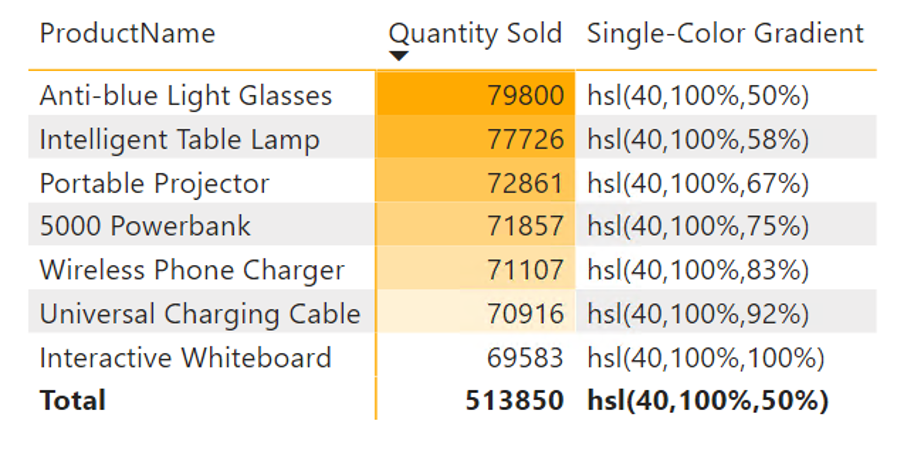 ProductName Quantity Sold Single-Color Gradient
Anti-blue Light Glasses 79800 hsl(40,100%,50%)
Intelligent Table Lamp 77726 hsl(40,100%,58%)
Portable Projector 72861 hsl(40,100%,67%)
5000 Powerbank 71857 hsl(40,100%,75%)
Wireless Phone Charger 71107 hsl(40,100%,83%)
Universal Charging Cable 70916 hsl(40,100%,92%)
Interactive Whiteboard 69583 hsl(40,100%,100%)
Total 513850 hsl(40,100%,50%)